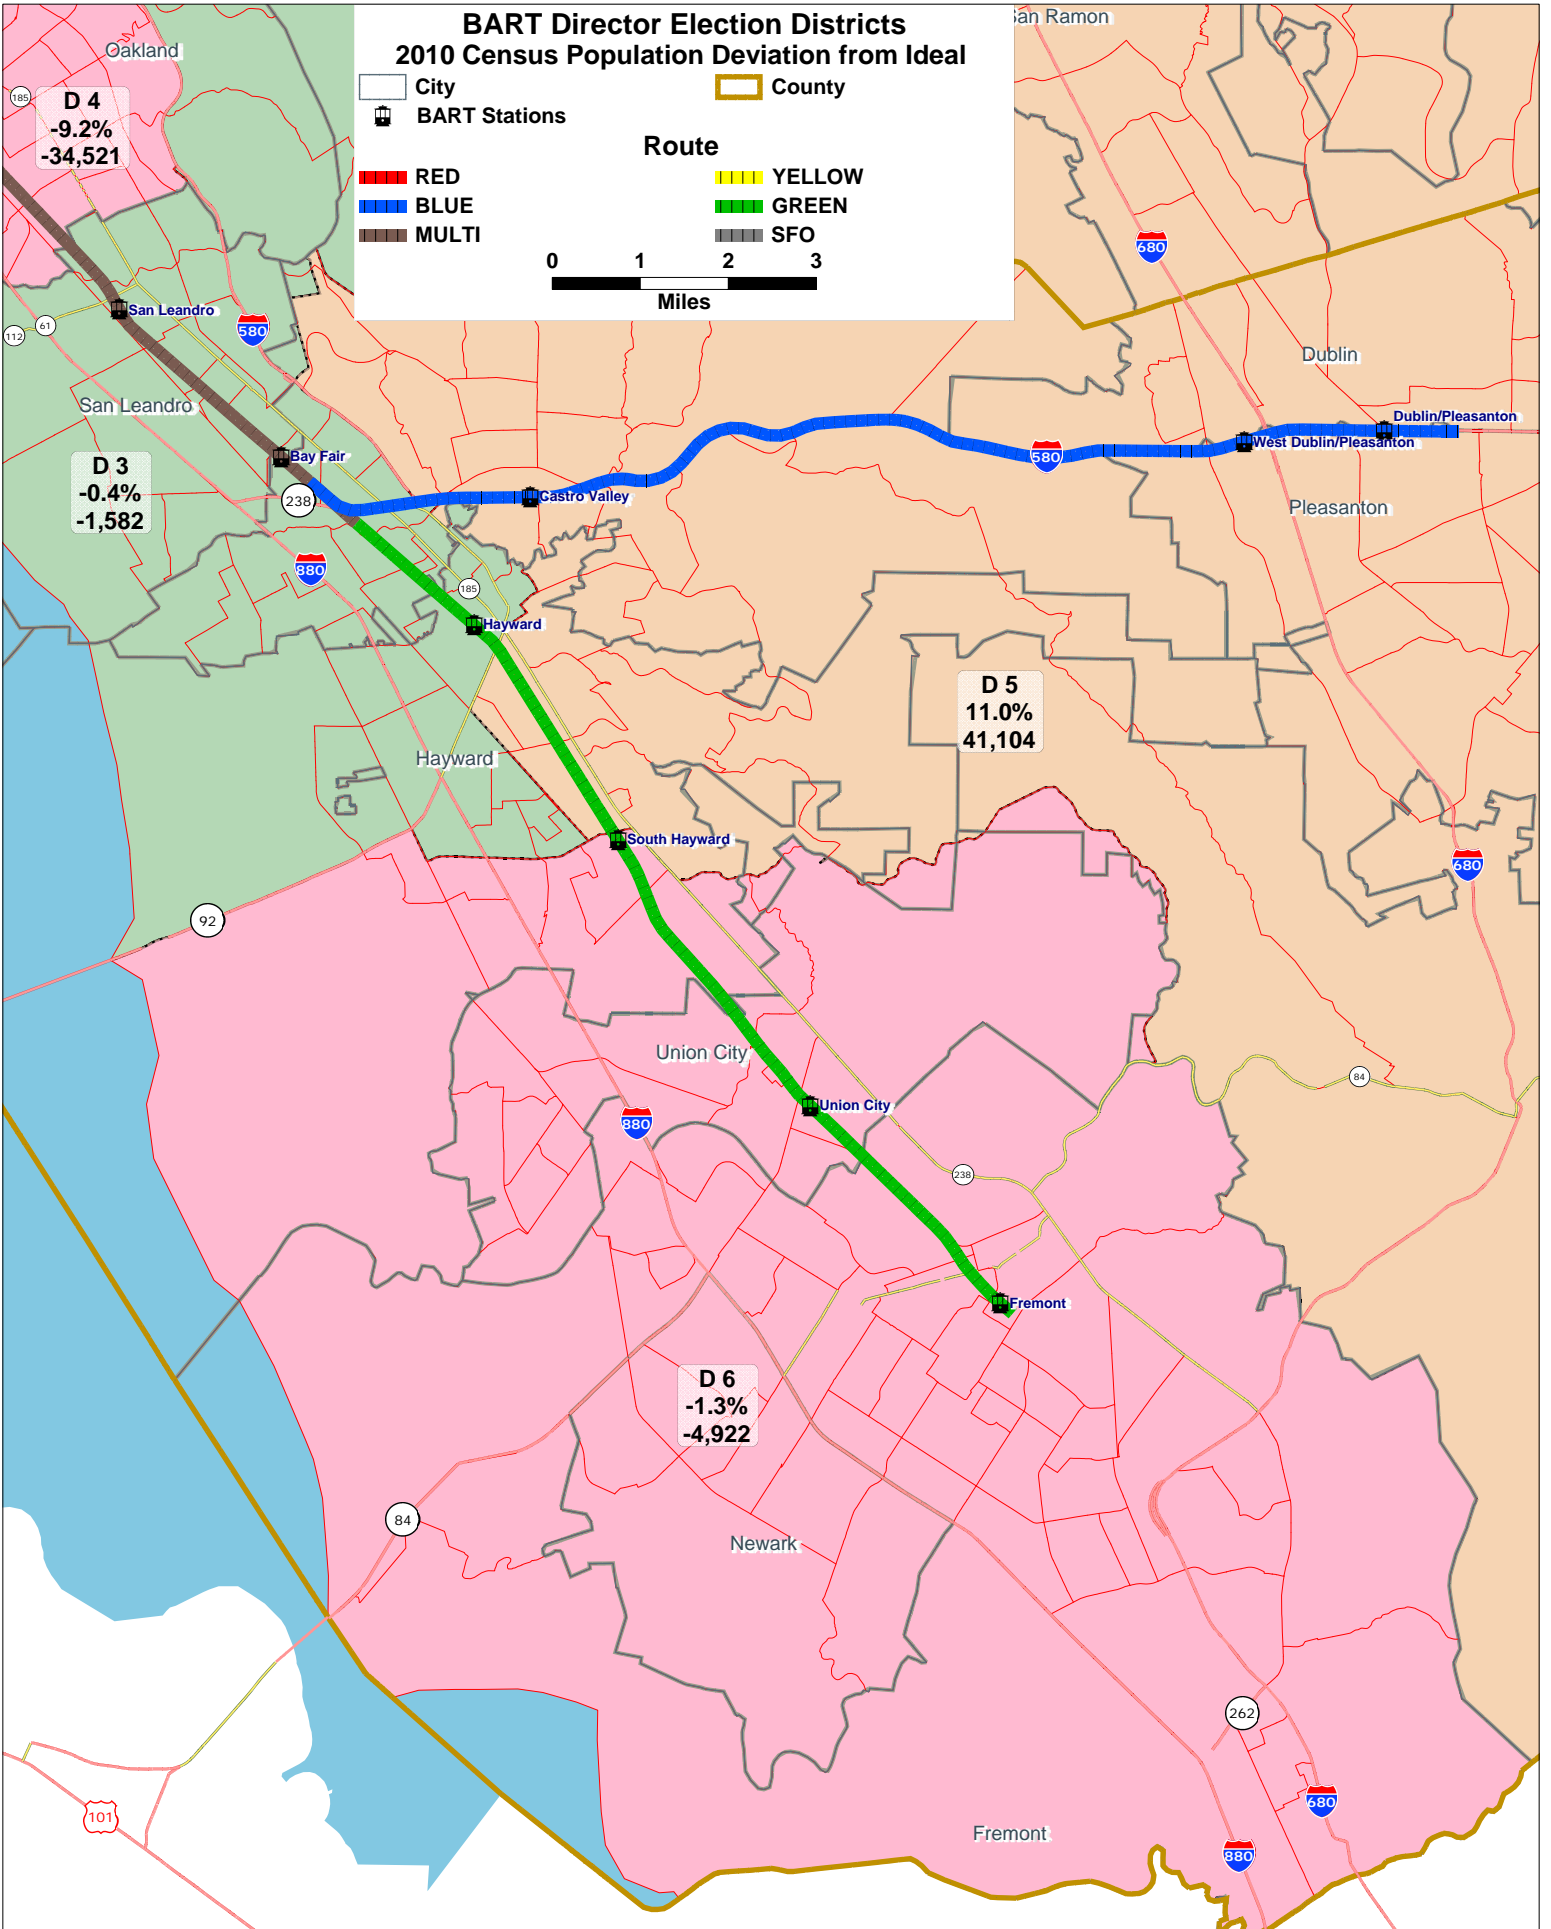 BART Director Election Districts
2010 Census Population Deviation from Ideal
City
County
BART Stations
Route
RED
YELLOW
BLUE
GREEN
MULTI
SFO
0 1 2 3
Miles
San Ramon
Oakland
185
D 4
-9.2%
-34,521
680
San Leandro
61
112
580
Dublin
San Leandro
Dublin/Pleasanton
West Dublin/Pleasanton
580
Bay Fair
D 3
-0.4%
-1,582
238
Castro Valley
Pleasanton
880
185
Hayward
D 5
11.0%
41,104
Hayward
South Hayward
680
92
Union City
84
Union City
880
238
Fremont
D 6
-1.3%
-4,922
84
Newark
262
680
101
Fremont
880